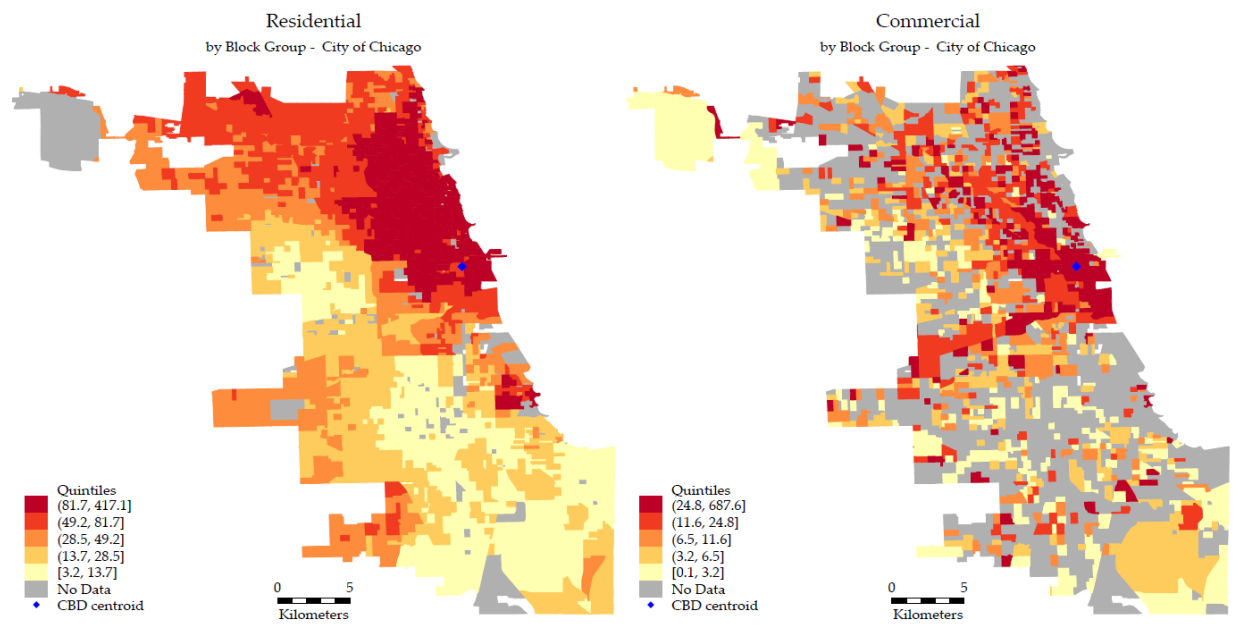 Residential
by Block Group - City of Chicago
Quintiles
(81.7, 417.1]
(49.2, 81.7]
(28.5, 49.2]
(13.7, 28.5]
[3.2, 13.7]
No Data
CBD centroid
0 5
Kilometers
Commercial
by Block Group - City of Chicago
Quintiles
(24.8, 687.6]
(11.6, 24.8]
(6.5, 11.6]
(3.2, 6.5]
[0.1, 3.2]
No Data
CBD centroid
0 5
Kilometers